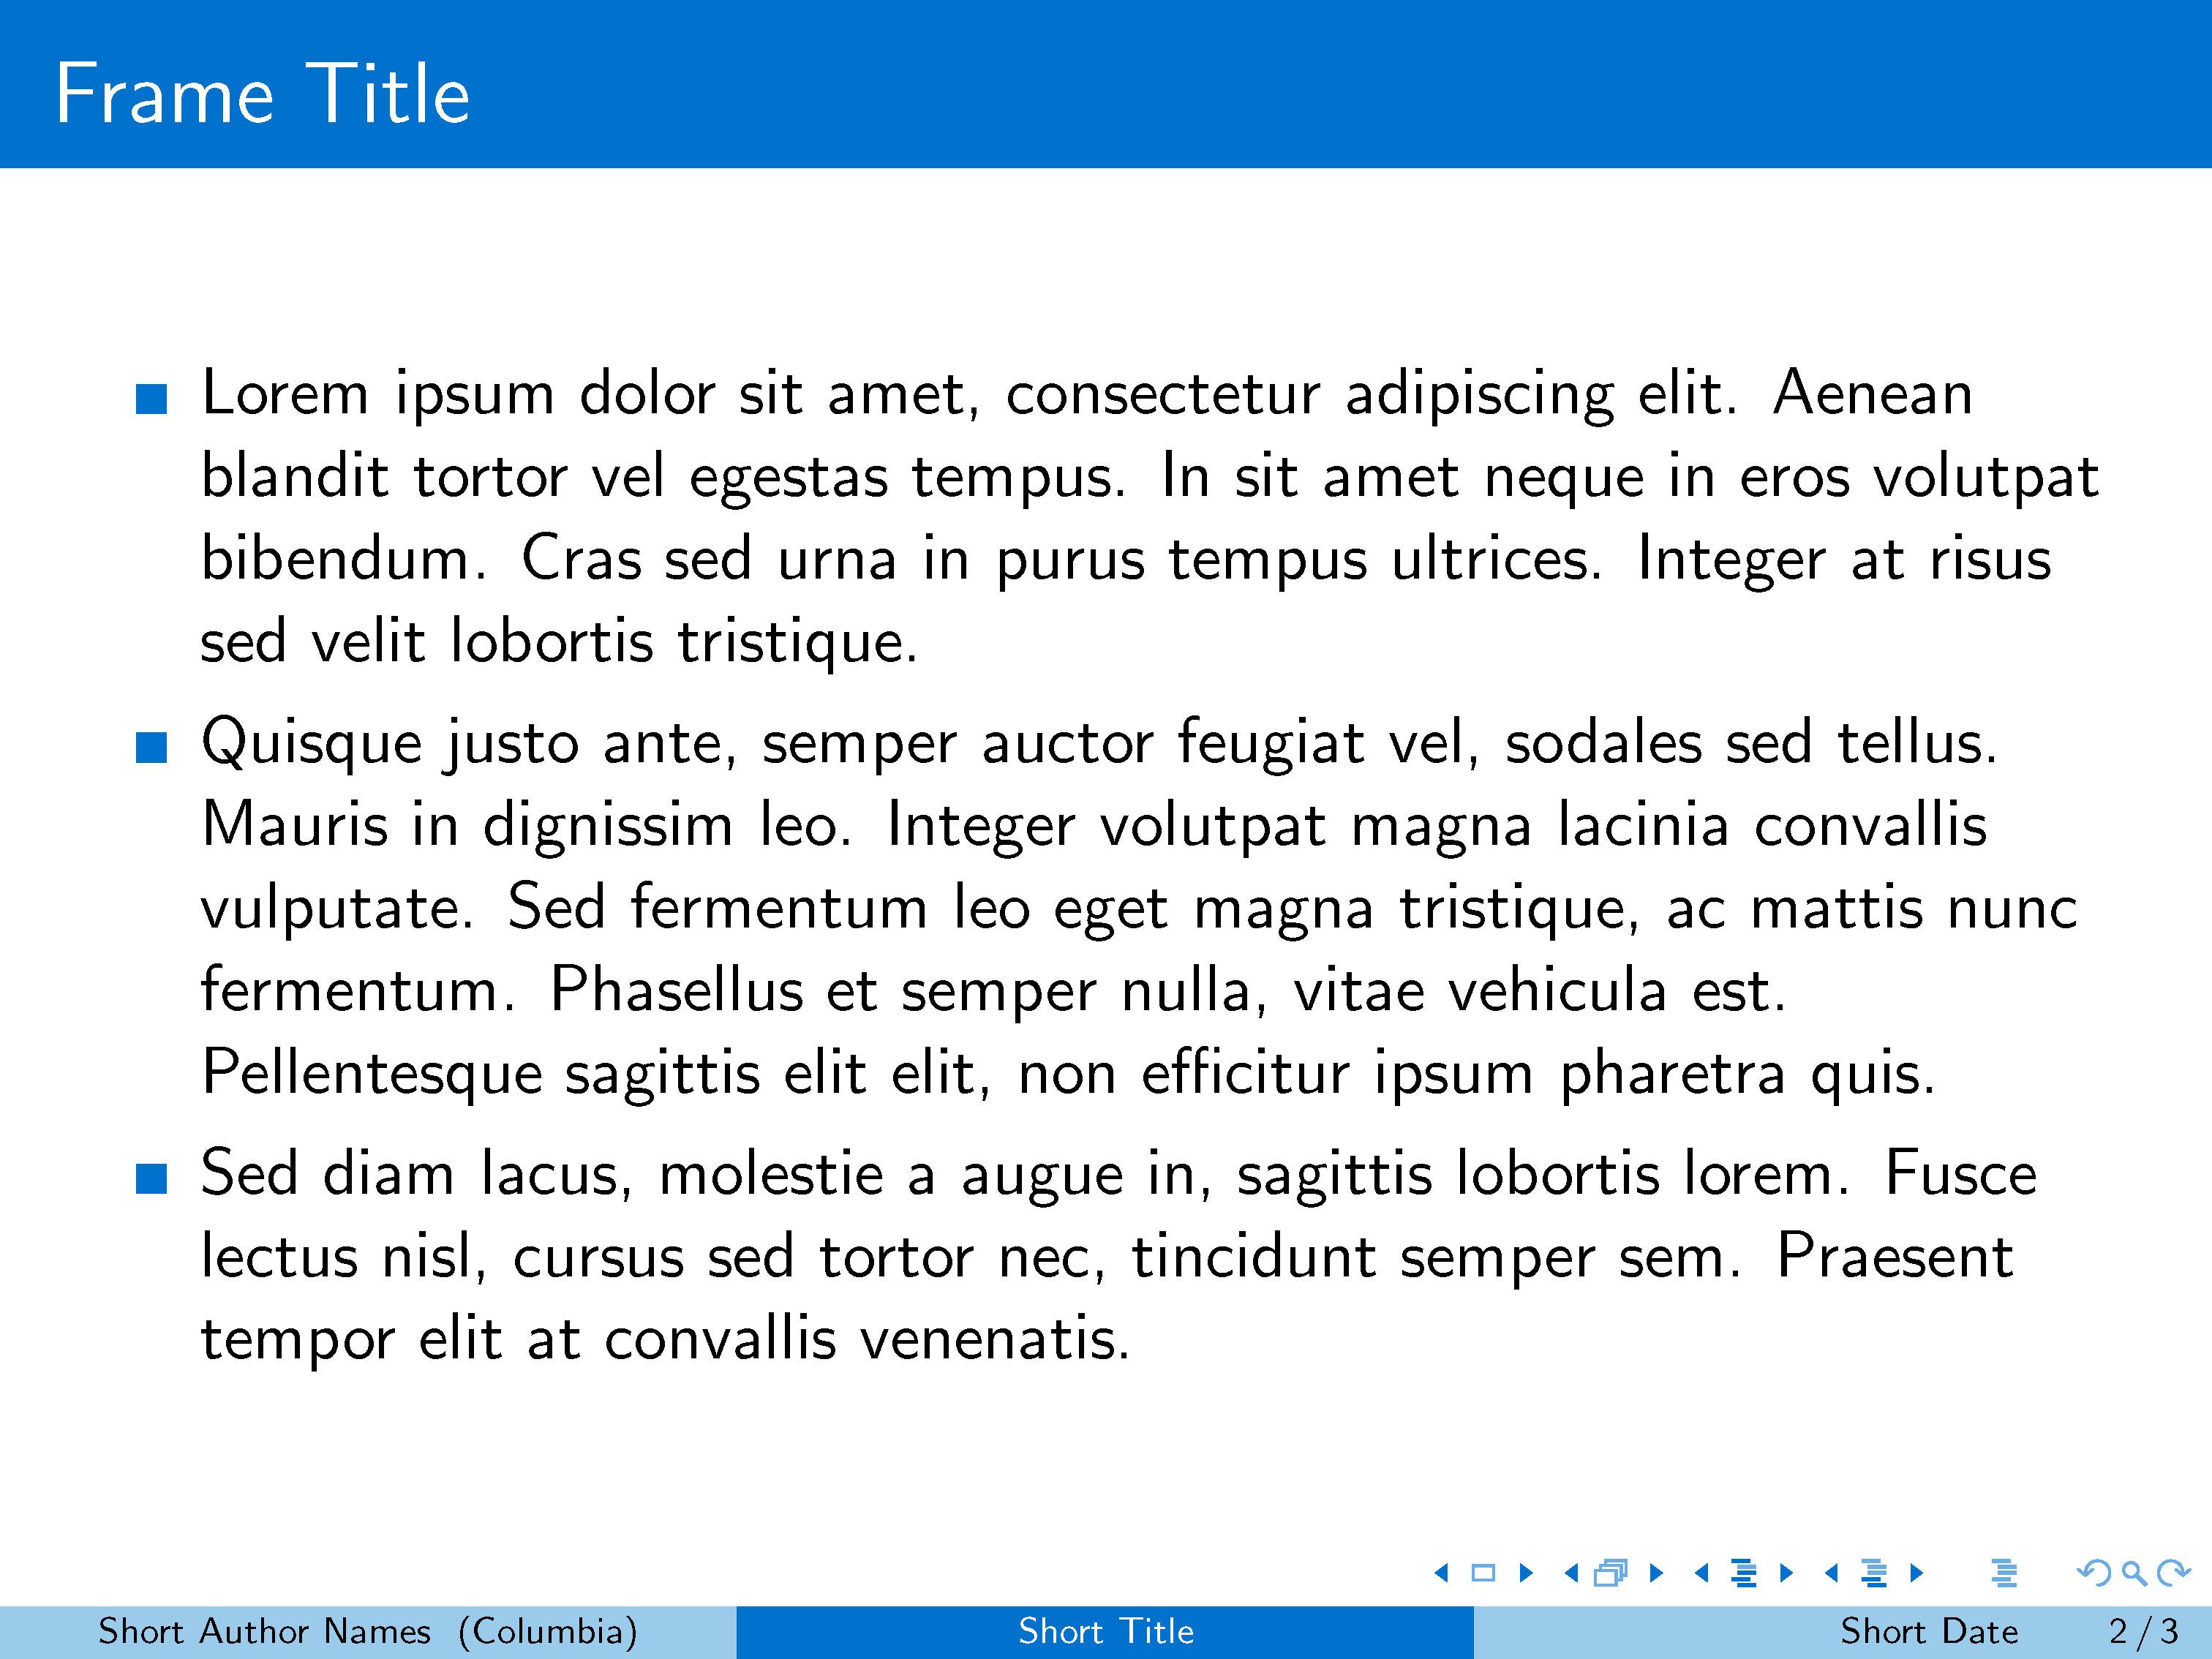 Frame Title
Lorem ipsum dolor sit amet, consectetur adipiscing elit. Aenean
blandit tortor vel egestas tempus. In sit amet neque in eros volutpat
bibendum. Cras sed urna in purus tempus ultrices. Integer at risus
sed velit lobortis tristique.
Quisque justo ante, semper auctor feugiat vel, sodales sed tellus.
Mauris in dignissim leo. Integer volutpat magna lacinia convallis
vulputate. Sed fermentum leo eget magna tristique, ac mattis nunc
fermentum. Phasellus et semper nulla, vitae vehicula est.
Pellentesque sagittis elit elit, non efficitur ipsum pharetra quis.
Sed diam lacus, molestie a augue in, sagittis lobortis lorem. Fusce
lectus nisl, cursus sed tortor nec, tincidunt semper sem. Praesent
tempor elit at convallis venenatis.
Short Author Names (Columbia) Short Title Short Date 2 / 3